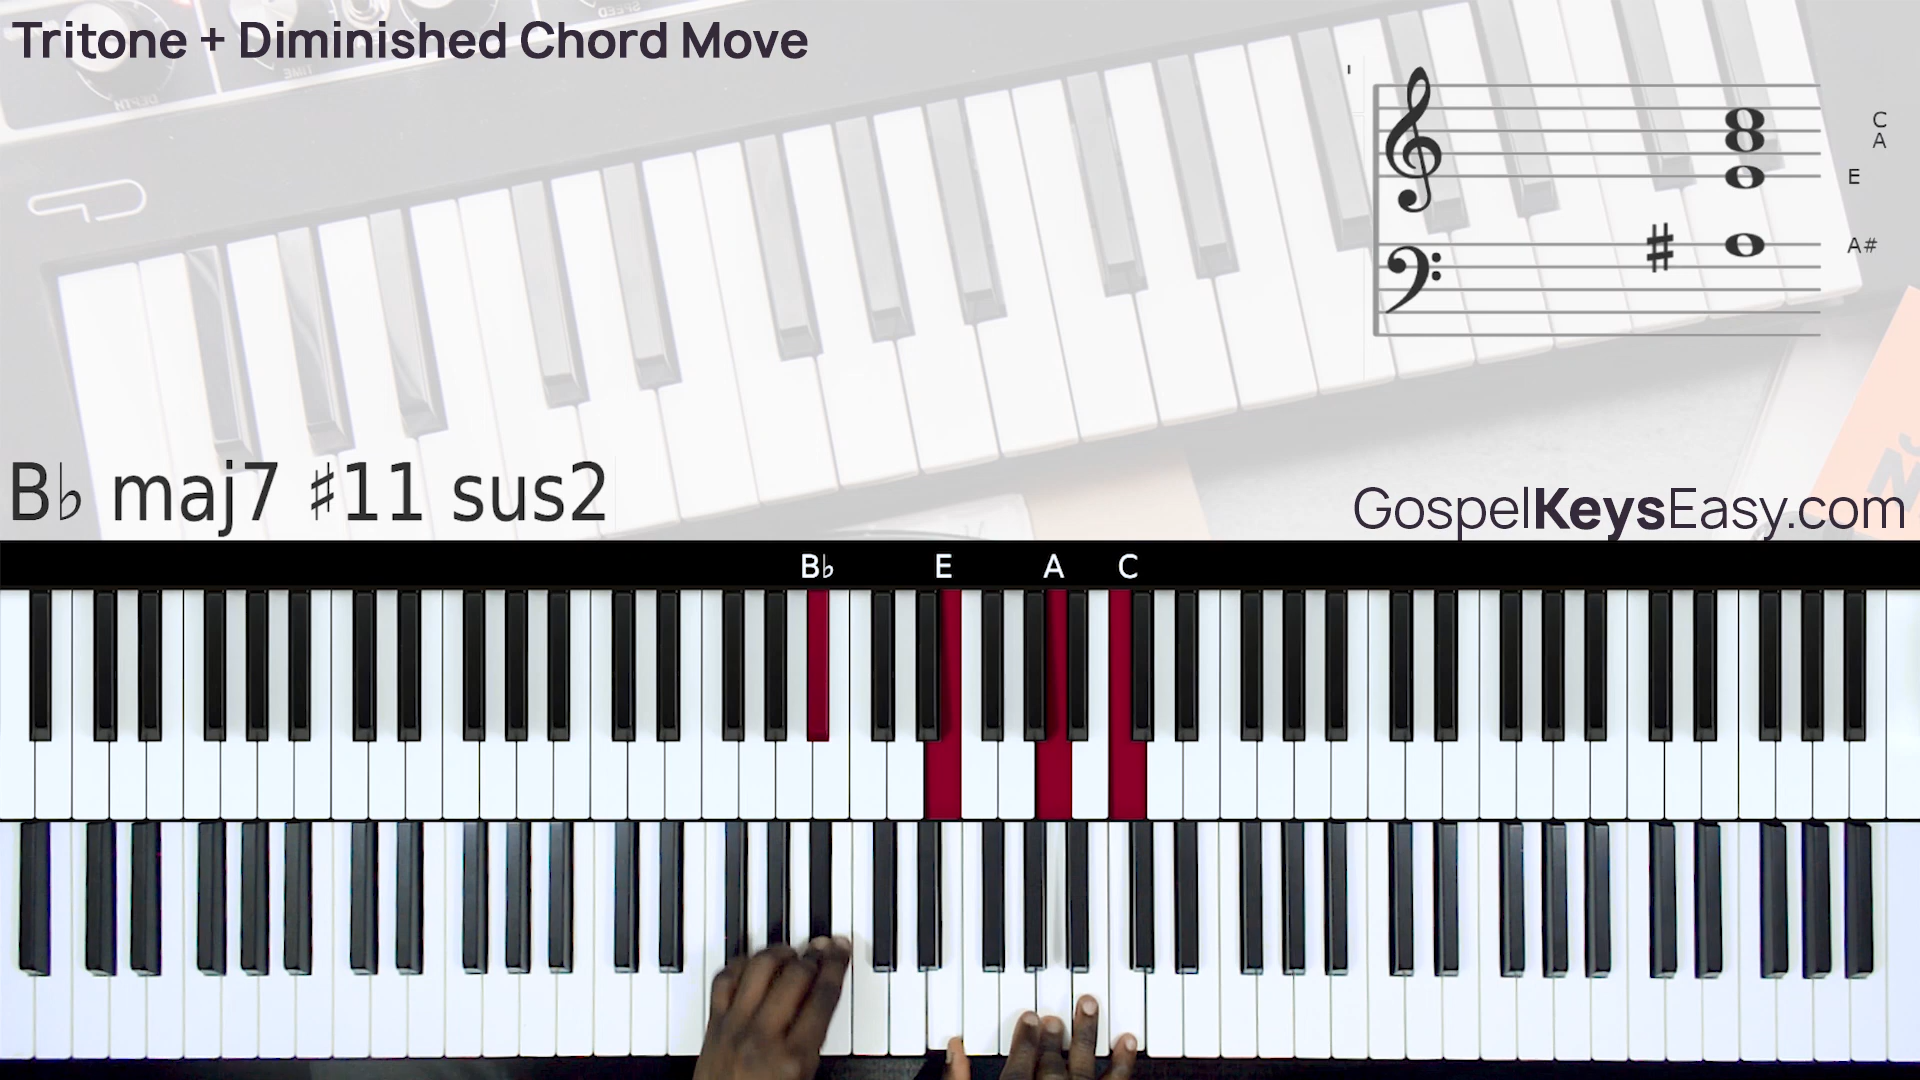 Tritone + Diminished Chord Move
C
A
E
A#
B♭ maj7 ♯11 sus2
GospelKeysEasy.com
B♭ E A C